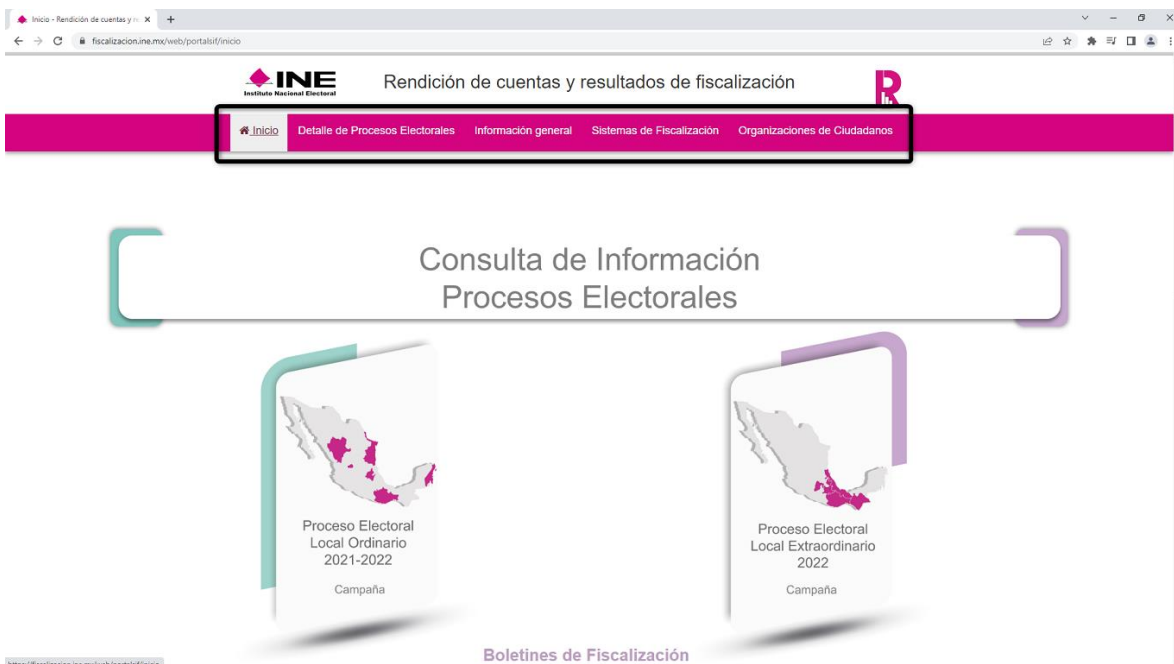 Inicio - Rendición de cuentas y r
fiscalizacion.ine.mx/web/portalsif/inicio
INE
Instituto Nacional Electoral
Rendición de cuentas y resultados de fiscalización
R
Inicio Detalle de Procesos Electorales Información general Sistemas de Fiscalización Organizaciones de Ciudadanos
Consulta de Información
Procesos Electorales
Proceso Electoral
Local Ordinario
2021-2022
Campaña
Proceso Electoral
Local Extraordinario
2022
Campaña
Boletines de Fiscalización